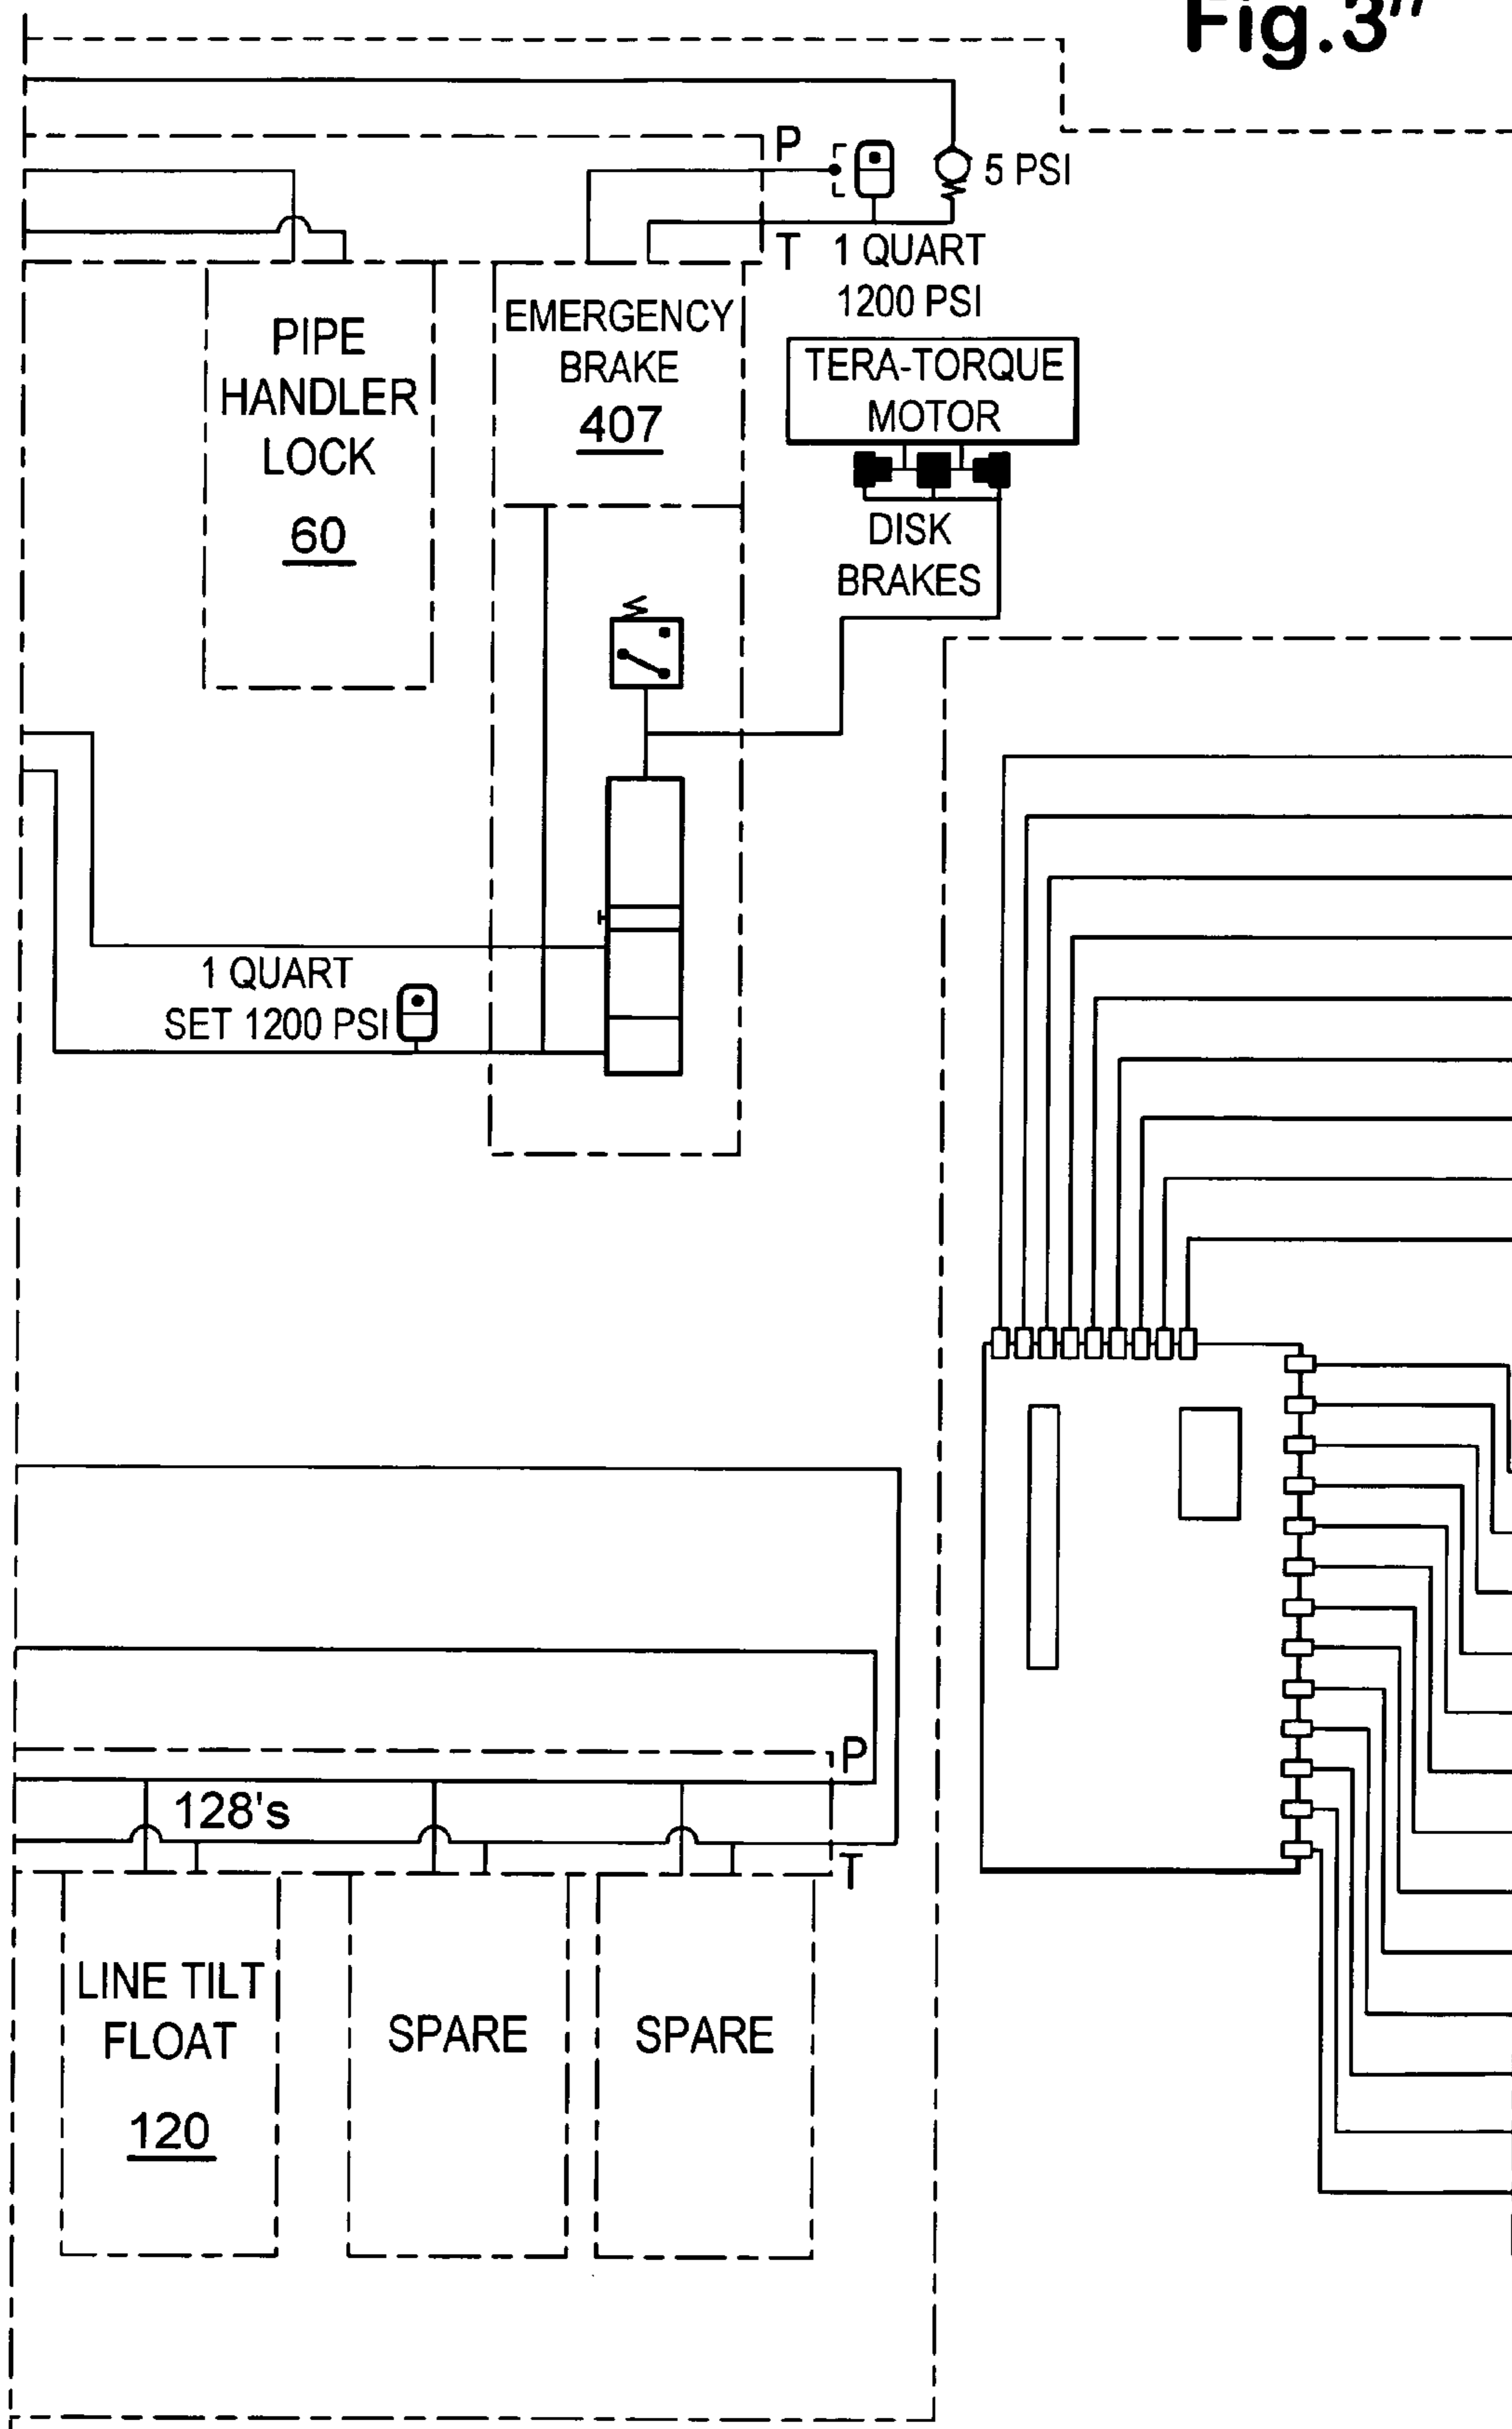 Fig.3"
P
5 PSI
T
1 QUART
1200 PSI
PIPE
HANDLER
LOCK
60
EMERGENCY
BRAKE
407
TERA-TORQUE
MOTOR
DISK
BRAKES
1 QUART
SET 1200 PSI
P
128's
T
LINE TILT
FLOAT
120
SPARE
SPARE